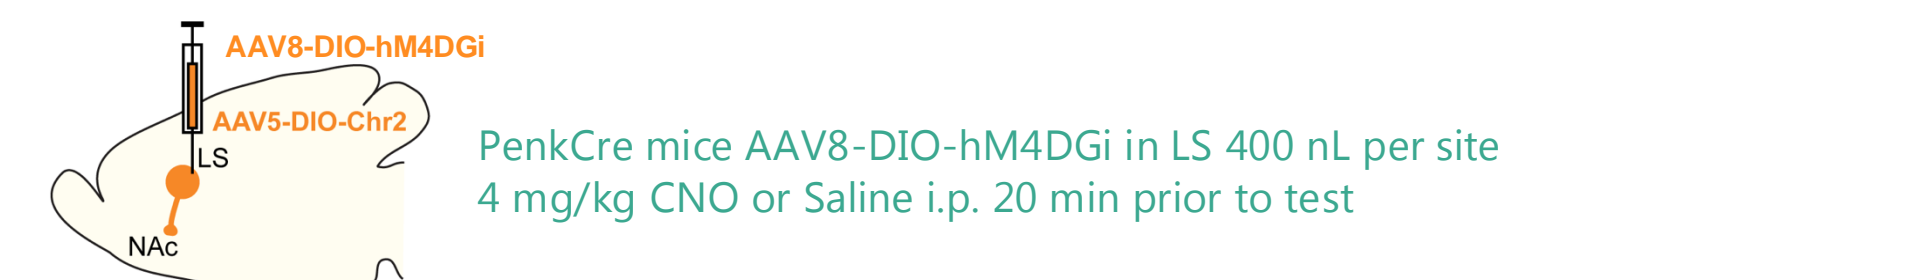 AAV8-DIO-hM4DGi
AAV5-DIO-Chr2
LS
NAc
PenkCre mice AAV8-DIO-hM4DGi in LS 400 nL per site
4 mg/kg CNO or Saline i.p. 20 min prior to test